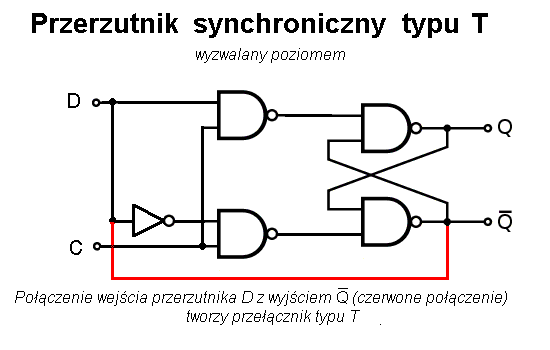 Przerzutnik synchroniczny typu T
wyzwalany poziomem
D
Q
C
Q̅
Połączenie wejścia przerzutnika D z wyjściem Q̅ (czerwone połączenie)
tworzy przełącznik typu T